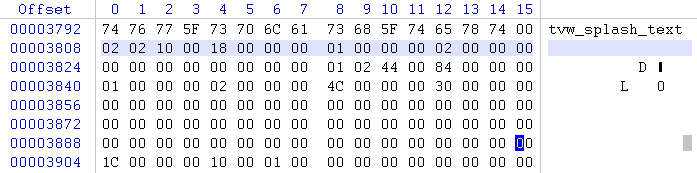 Offset 0 1 2 3 4 5 6 7 8 9 10 11 12 13 14 15
00003792 74 76 77 5F 73 70 6C 61 73 68 5F 74 65 78 74 00 tvw_splash_text
00003808 02 02 10 00 18 00 00 00 01 00 00 00 02 00 00 00
00003824 00 00 00 00 00 00 00 00 01 02 44 00 84 00 00 00 D
00003840 01 00 00 00 02 00 00 00 4C 00 00 00 30 00 00 00 L 0
00003856 00 00 00 00 00 00 00 00 00 00 00 00 00 00 00 00
00003872 00 00 00 00 00 00 00 00 00 00 00 00 00 00 00 00
00003888 00 00 00 00 00 00 00 00 00 00 00 00 00 00 00 00
00003904 1C 00 00 00 10 00 01 00 00 00 00 00 00 00 00 00